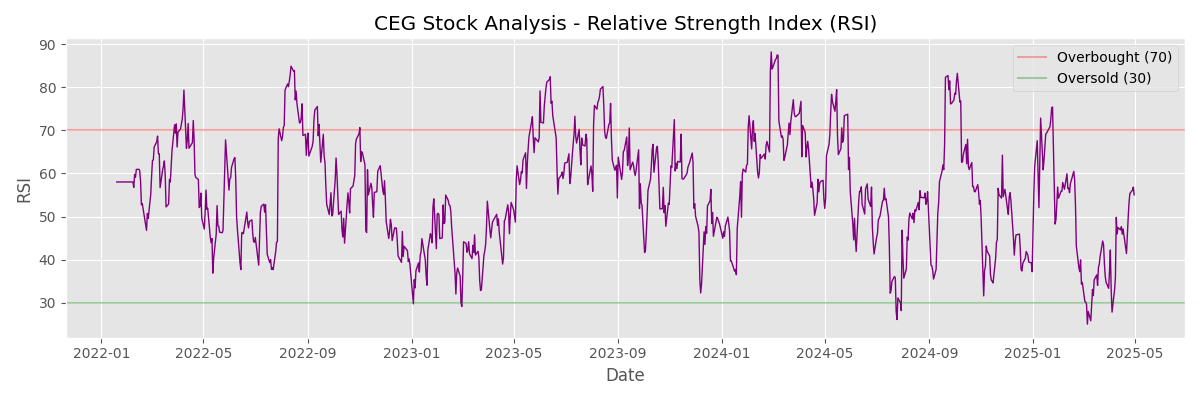 CEG Stock Analysis - Relative Strength Index (RSI)
Overbought (70)
Oversold (30)
RSI
90
80
70
60
50
40
30
2022-01 2022-05 2022-09 2023-01 2023-05 2023-09 2024-01 2024-05 2024-09 2025-01 2025-05
Date